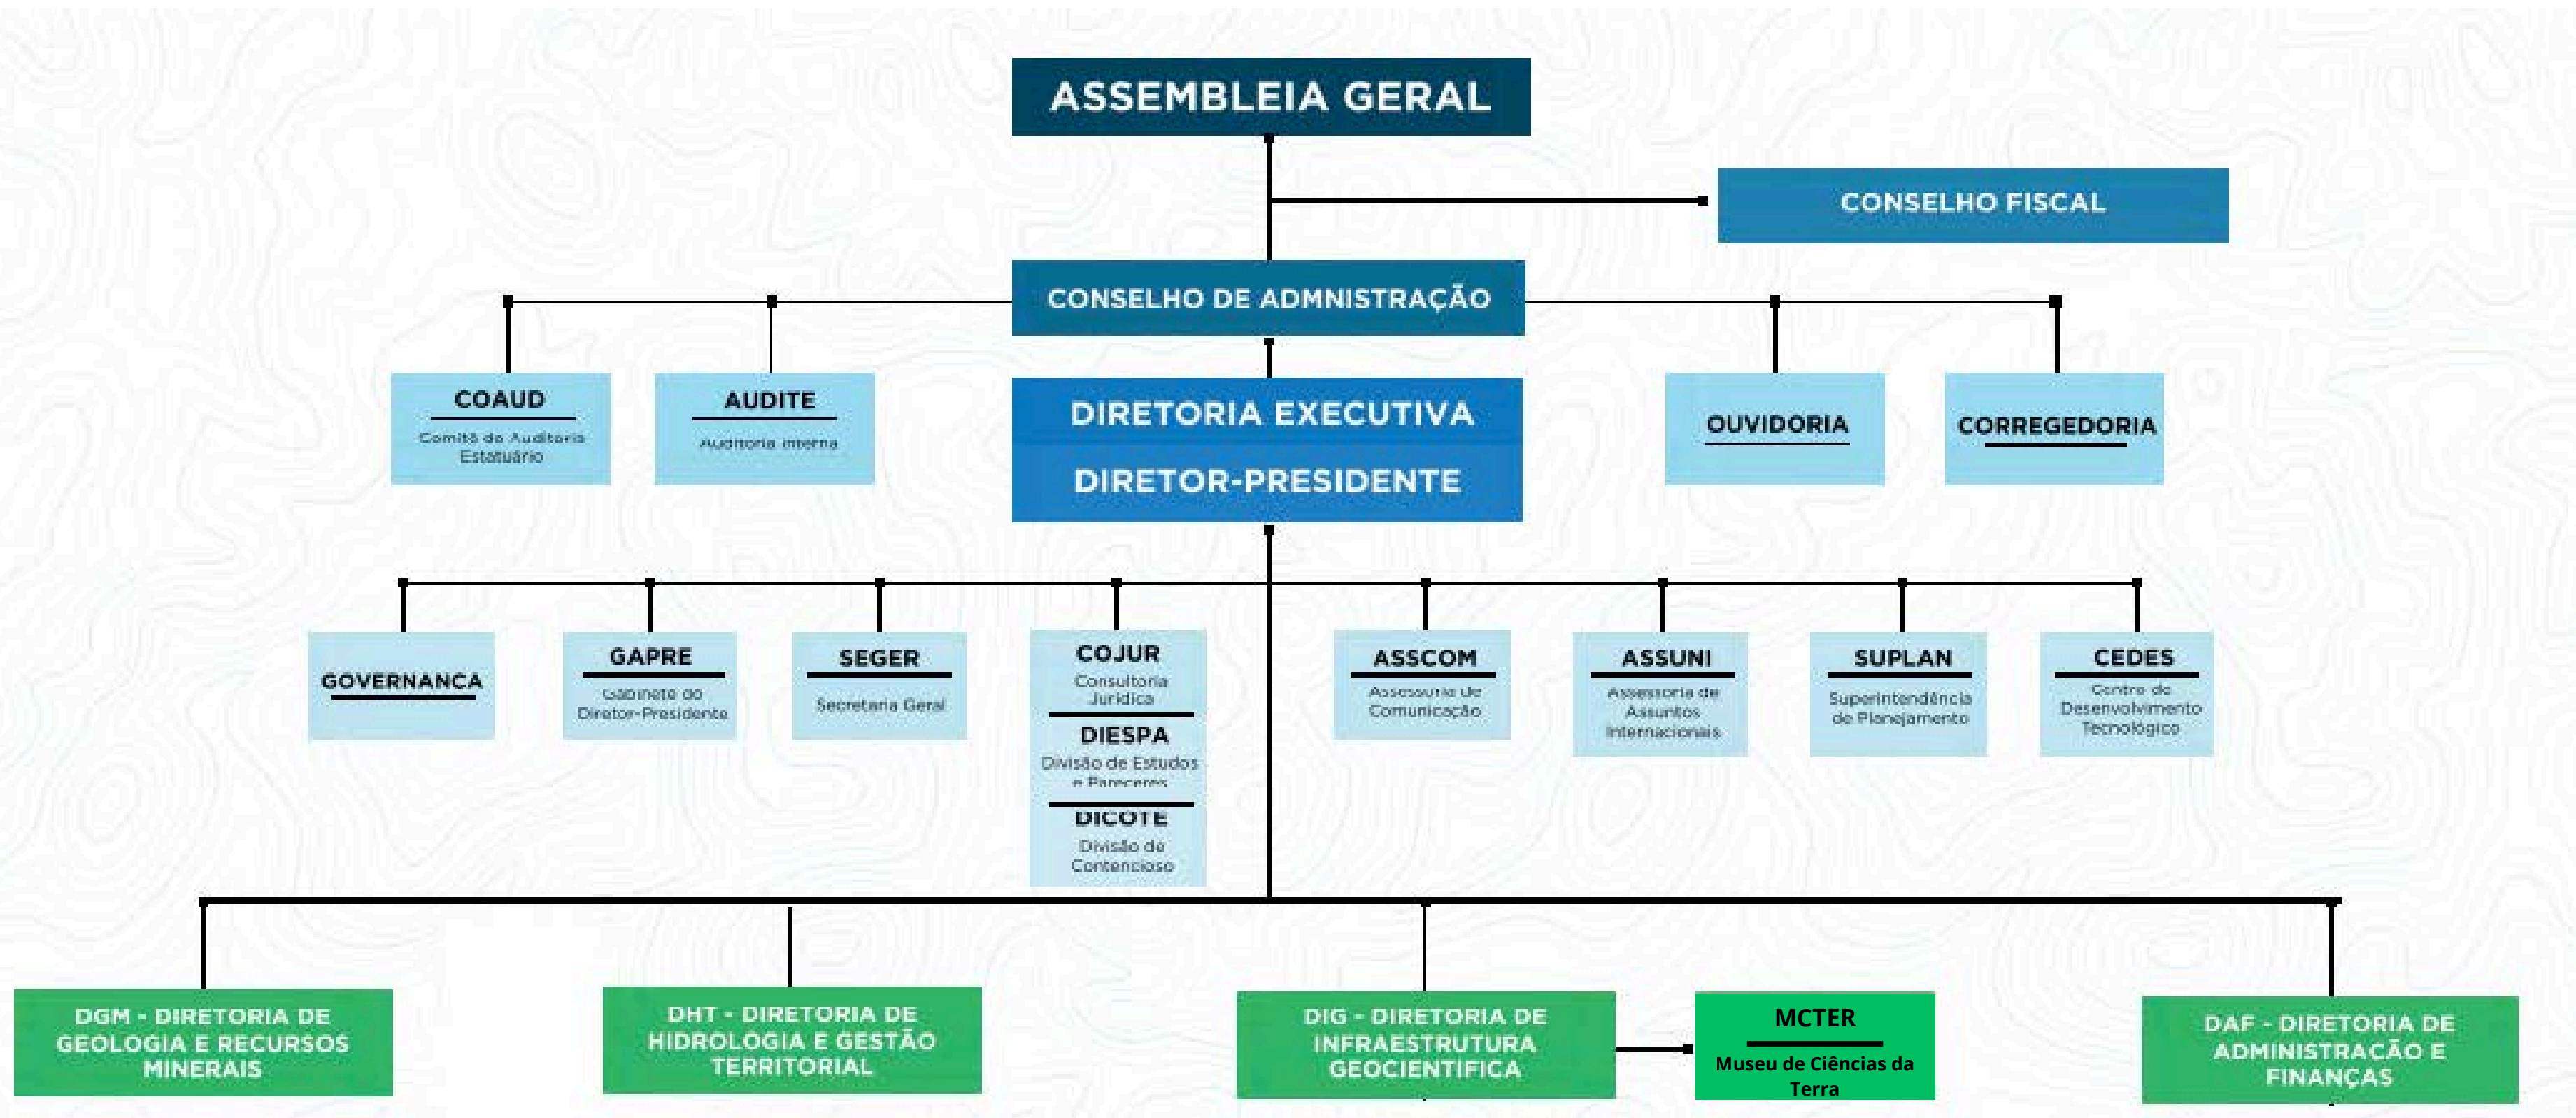 ASSEMBLEIA GERAL
CONSELHO FISCAL
CONSELHO DE ADMNISTRAÇÃO
COAUD
Comitê de Auditoria
Estatuário
AUDITE
Auditoria Interna
DIRETORIA EXECUTIVA
DIRETOR-PRESIDENTE
OUVIDORIA
CORREGEDORIA
GOVERNANCA
GAPRE
Gabinete do
Diretor-Presidente
SEGER
Secretaria Geral
COJUR
Consultoria
Jurídica
DIESPA
Divisão de Estudos
e Pareceres
DICOTE
Divisão de
Contencioso
ASSCOM
Assessoria de
Comunicação
ASSUNI
Assessoria de
Assuntos
Internacionais
SUPLAN
Superintendência
de Planejamento
CEDES
Centro de
Desenvolvimento
Tecnológico
DGM - DIRETORIA DE
GEOLOGIA E RECURSOS
MINERAIS
DHT - DIRETORIA DE
HIDROLOGIA E GESTÃO
TERRITORIAL
DIG - DIRETORIA DE
INFRAESTRUTURA
GEOCIENTIFICA
MCTER
Museu de Ciências da
Terra
DAF - DIRETORIA DE
ADMINISTRAÇÃO E
FINANÇAS